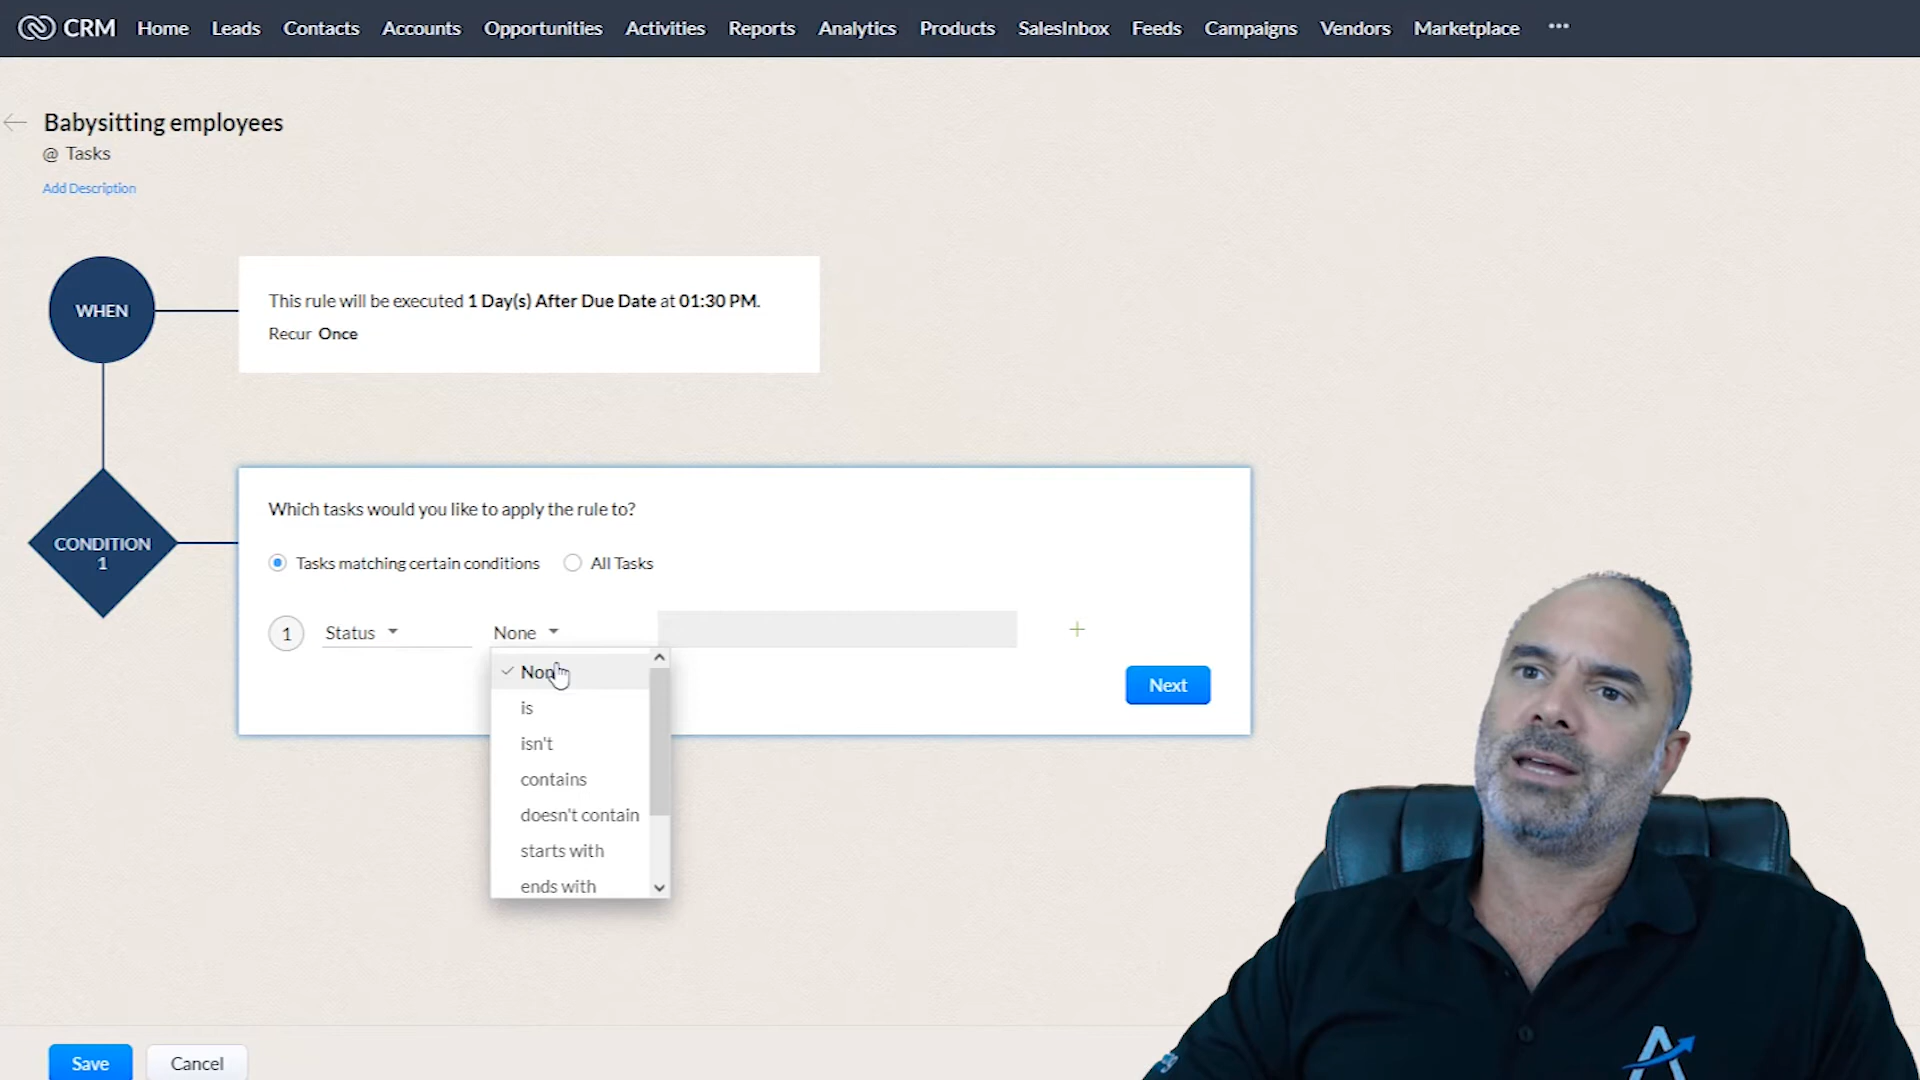 CRM Home Leads Contacts Accounts Opportunities Activities Reports Analytics Products SalesInbox Feeds Campaigns Vendors Marketplace ...
Babysitting employees
@ Tasks
Add Description
WHEN
This rule will be executed 1 Day(s) After Due Date at 01:30 PM.
Recur Once
CONDITION
1
Which tasks would you like to apply the rule to?
Tasks matching certain conditions All Tasks
1 Status None +
Next
is
isn't
contains
doesn't contain
starts with
ends with
Save Cancel